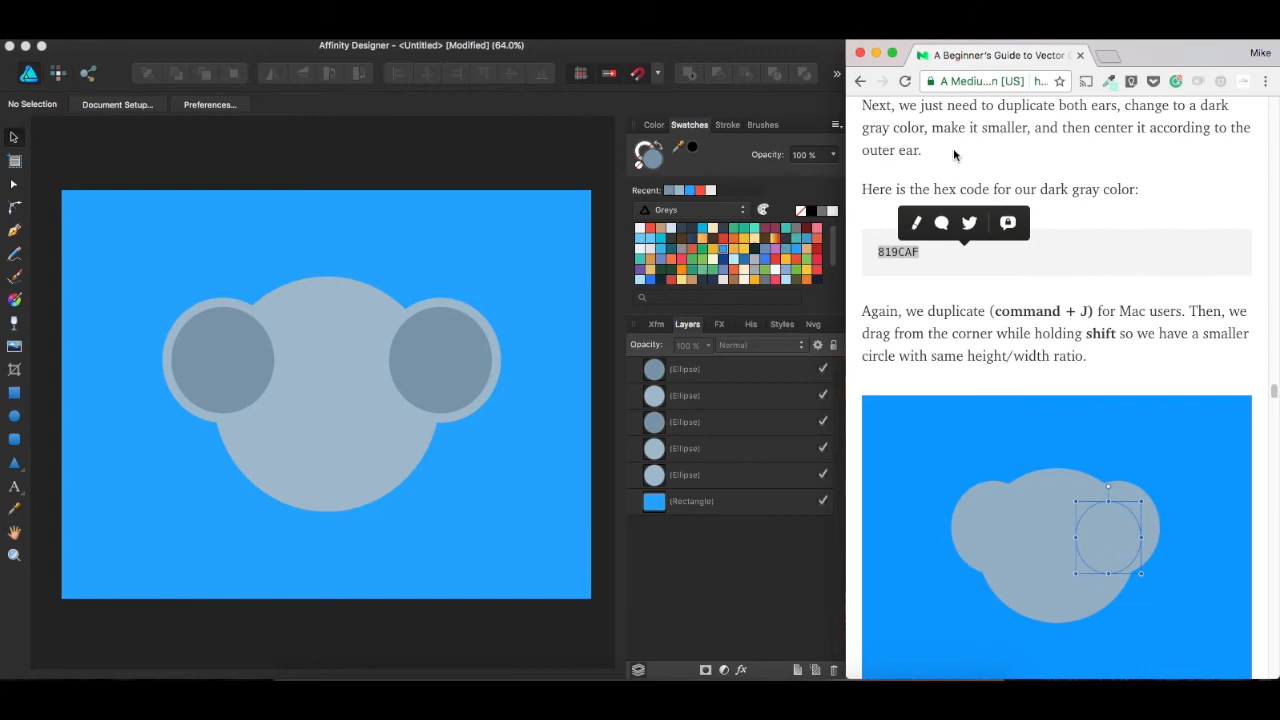 Affinity Designer - <Untitled> [Modified] (64.0%)
No Selection
Document Setup...
Preferences...
Color
Swatches
Brushes
Opacity:
100 %
Recent:
Greys
Xfm
Layers
FX
His
Styles
Nvg
Opacity:
100 %
Normal
(Ellipse)
(Ellipse)
(Ellipse)
(Ellipse)
(Ellipse)
(Rectangle)
fx
A Beginner's Guide to Vector
Mike
A Mediu...n [US]
h...
Next, we just need to duplicate both ears, change to a dark
gray color, make it smaller, and then center it according to the
outer ear.
Here is the hex code for our dark gray color:
819CAF
Again, we duplicate (command + J) for Mac users. Then, we
drag from the corner while holding shift so we have a smaller
circle with same height/width ratio.